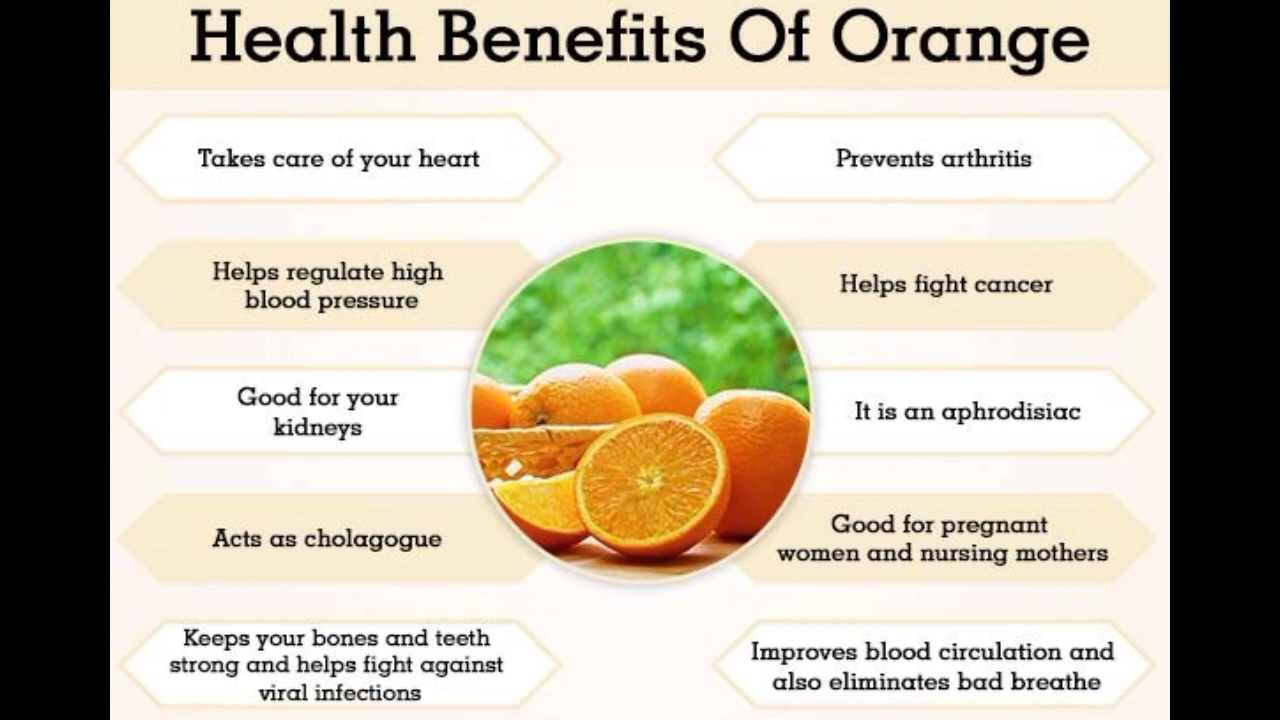 Health Benefits Of Orange
Takes care of your heart
Helps regulate high
blood pressure
Good for your
kidneys
Acts as cholagogue
Keeps your bones and teeth
strong and helps fight against
viral infections
Prevents arthritis
Helps fight cancer
It is an aphrodisiac
Good for pregnant
women and nursing mothers
Improves blood circulation and
also eliminates bad breathe